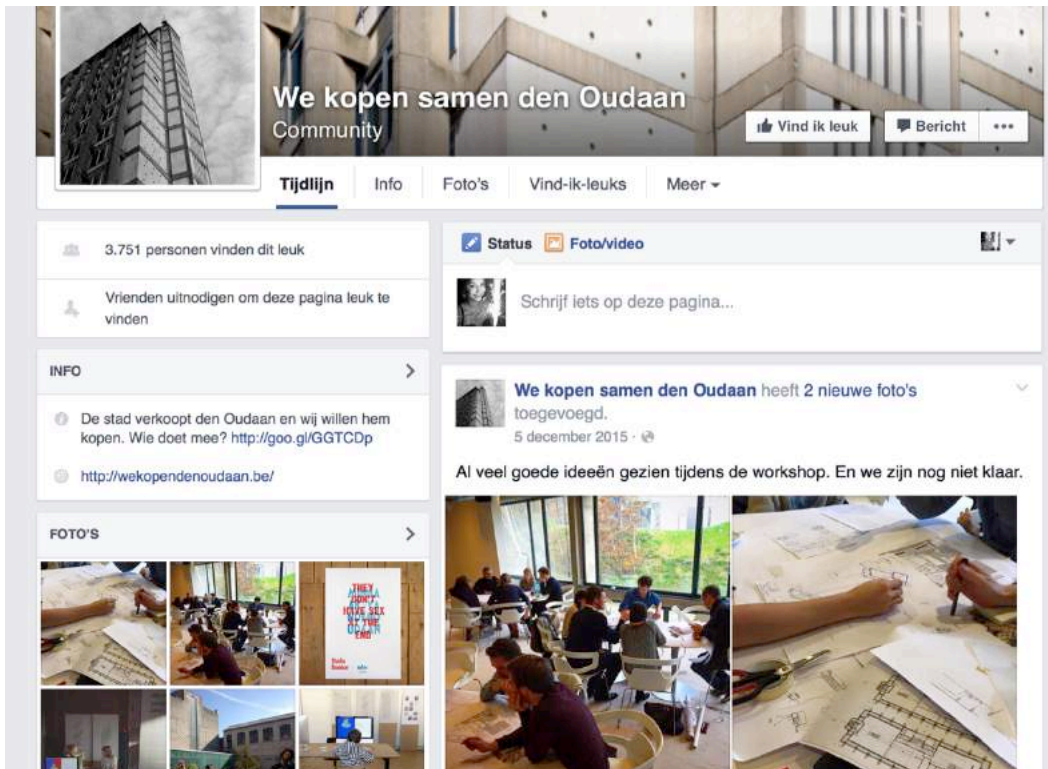 We kopen samen den Oudaan
Community
Vind ik leuk
Bericht
Tijdlijn
Info
Foto's
Vind-ik-leuks
Meer
3.751 personen vinden dit leuk
Vrienden uitnodigen om deze pagina leuk te
vinden
INFO
De stad verkoopt den Oudaan en wij willen hem
kopen. Wie doet mee? http://goo.gl/GGTCDp
http://wekopendenoudaan.be/
FOTO'S
Status
Foto/video
Schrijf iets op deze pagina...
We kopen samen den Oudaan heeft 2 nieuwe foto's
toegevoegd.
5 december 2015
Al veel goede ideeën gezien tijdens de workshop. En we zijn nog niet klaar.